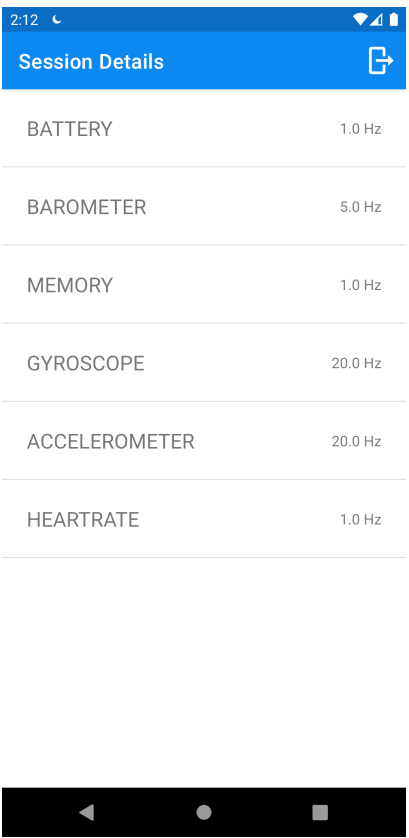 2:12
Session Details
BATTERY 1.0 Hz
BAROMETER 5.0 Hz
MEMORY 1.0 Hz
GYROSCOPE 20.0 Hz
ACCELEROMETER 20.0 Hz
HEARTRATE 1.0 Hz